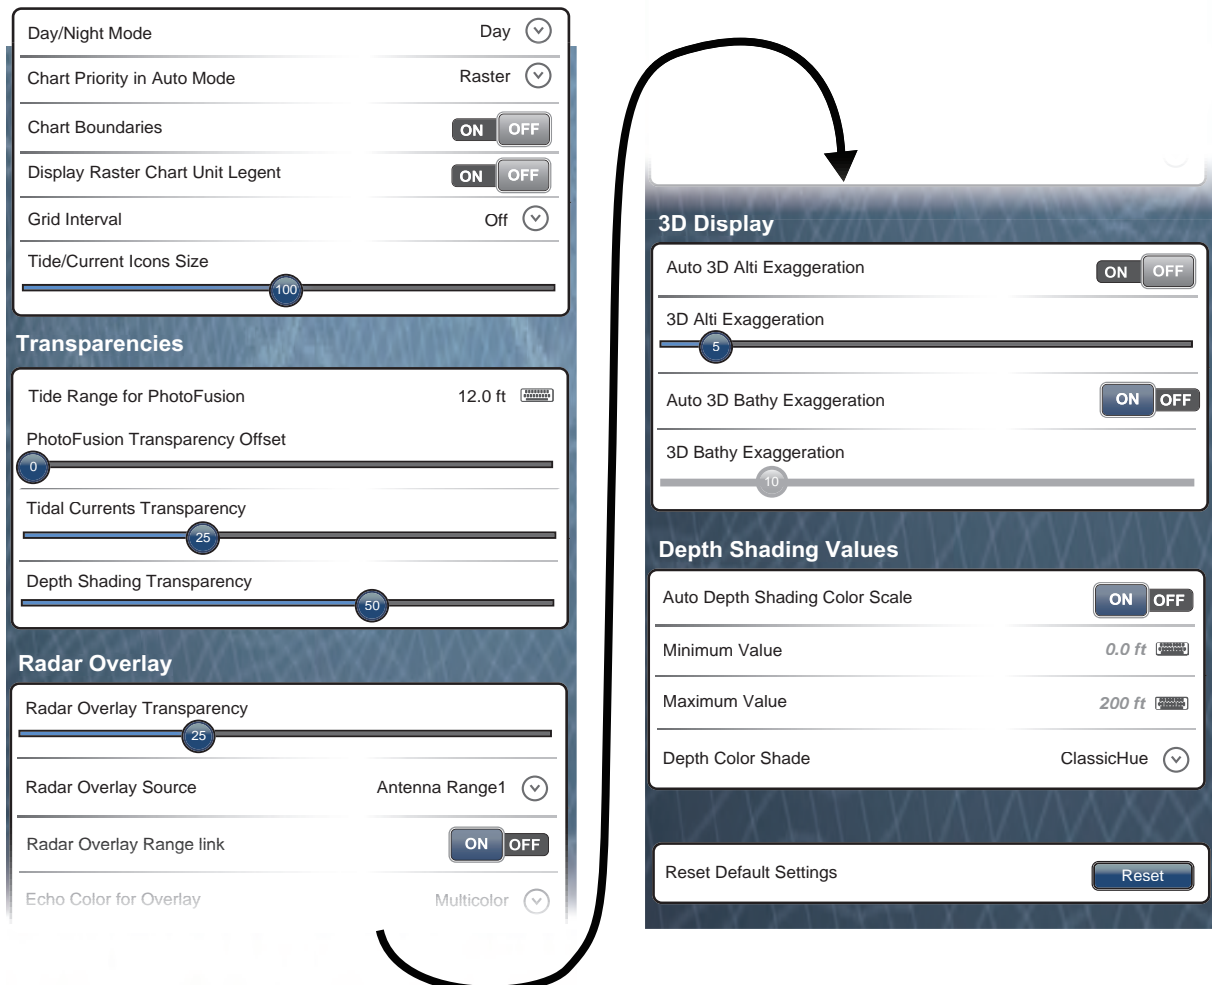 Day/Night Mode Day
Chart Priority in Auto Mode Raster
Chart Boundaries ON OFF
Display Raster Chart Unit Legent ON OFF
Grid Interval Off
Tide/Current Icons Size
100
Transparencies
Tide Range for PhotoFusion 12.0 ft
PhotoFusion Transparency Offset
0
Tidal Currents Transparency
25
Depth Shading Transparency
50
Radar Overlay
Radar Overlay Transparency
25
Radar Overlay Source Antenna Range1
Radar Overlay Range link ON OFF
Echo Color for Overlay Multicolor
3D Display
Auto 3D Alti Exaggeration ON OFF
3D Alti Exaggeration
5
Auto 3D Bathy Exaggeration ON OFF
3D Bathy Exaggeration
10
Depth Shading Values
Auto Depth Shading Color Scale ON OFF
Minimum Value 0.0 ft
Maximum Value 200 ft
Depth Color Shade ClassicHue
Reset Default Settings Reset